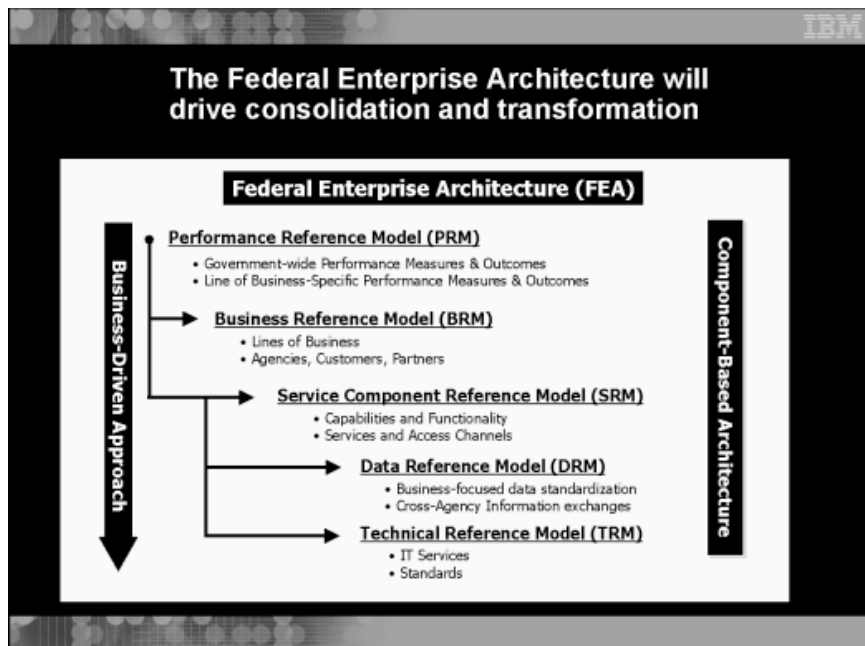 IBM
The Federal Enterprise Architecture will
drive consolidation and transformation
Federal Enterprise Architecture (FEA)
Business-Driven Approach
Performance Reference Model (PRM)
• Government-wide Performance Measures & Outcomes
• Line of Business-Specific Performance Measures & Outcomes
Business Reference Model (BRM)
• Lines of Business
• Agencies, Customers, Partners
Service Component Reference Model (SRM)
• Capabilities and Functionality
• Services and Access Channels
Data Reference Model (DRM)
• Business-focused data standardization
• Cross-Agency Information exchanges
Technical Reference Model (TRM)
• IT Services
• Standards
Component-Based Architecture